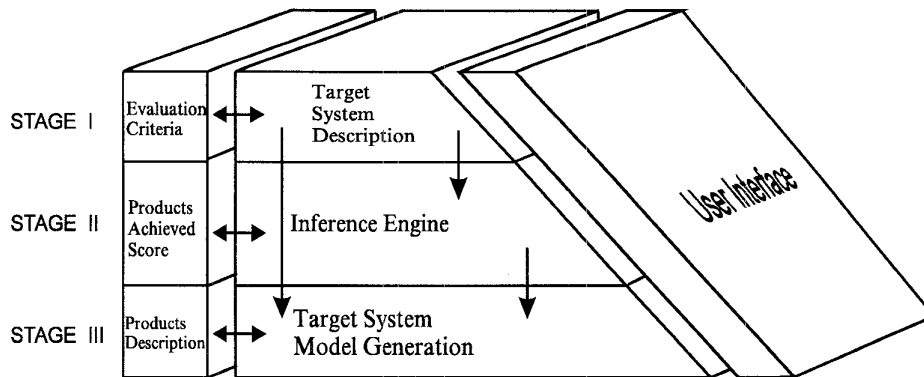 STAGE I
Evaluation
Criteria
Target
System
Description
STAGE II
Products
Achieved
Score
Inference Engine
STAGE III
Products
Description
Target System
Model Generation
User Interface